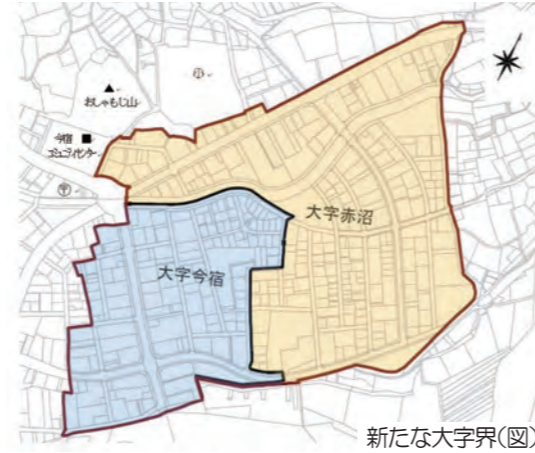 おしゃもじ山
今宿
コミュニティセンター
大字赤沼
大字今宿
新たな大字界(図)